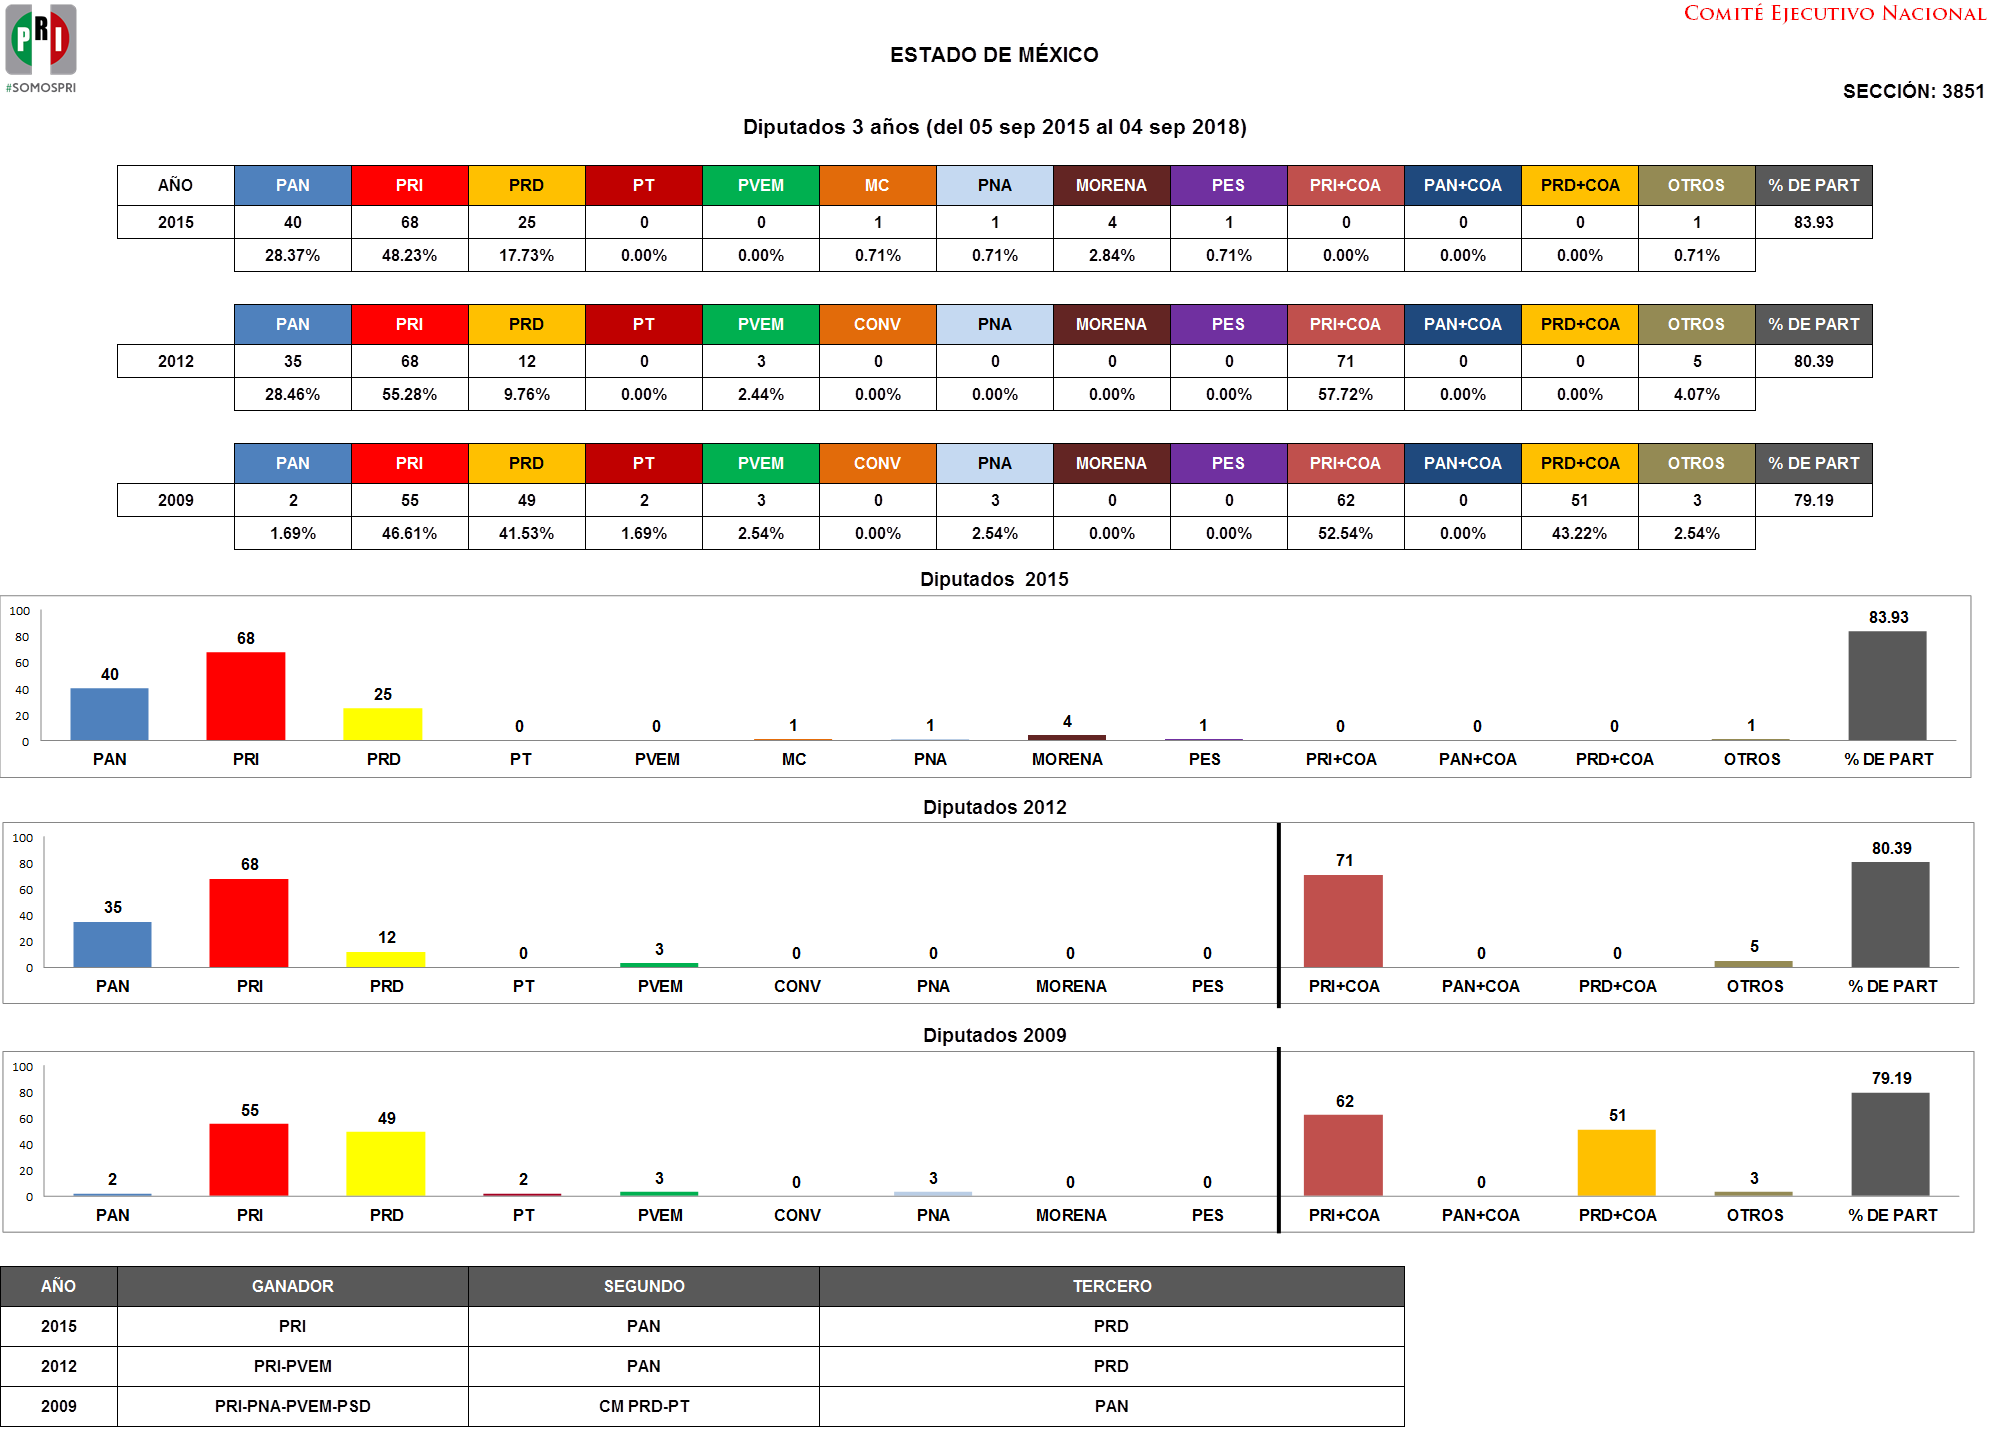 PRI
#SOMOSPRI
COMITÉ EJECUTIVO NACIONAL
ESTADO DE MÉXICO
SECCIÓN: 3851
Diputados 3 años (del 05 sep 2015 al 04 sep 2018)
AÑO PAN PRI PRD PT PVEM MC PNA MORENA PES PRI+COA PAN+COA PRD+COA OTROS % DE PART
2015 40 68 25 0 0 1 1 4 1 0 0 0 1 83.93
28.37% 48.23% 17.73% 0.00% 0.00% 0.71% 0.71% 2.84% 0.71% 0.00% 0.00% 0.00% 0.71%
PAN PRI PRD PT PVEM CONV PNA MORENA PES PRI+COA PAN+COA PRD+COA OTROS % DE PART
2012 35 68 12 0 3 0 0 0 0 71 0 0 5 80.39
28.46% 55.28% 9.76% 0.00% 2.44% 0.00% 0.00% 0.00% 0.00% 57.72% 0.00% 0.00% 4.07%
PAN PRI PRD PT PVEM CONV PNA MORENA PES PRI+COA PAN+COA PRD+COA OTROS % DE PART
2009 2 55 49 2 3 0 3 0 0 62 0 51 3 79.19
1.69% 46.61% 41.53% 1.69% 2.54% 0.00% 2.54% 0.00% 0.00% 52.54% 0.00% 43.22% 2.54%
Diputados 2015
100
80
60
40
20
0
40 68 25 0 0 1 1 4 1 0 0 0 1 83.93
PAN PRI PRD PT PVEM MC PNA MORENA PES PRI+COA PAN+COA PRD+COA OTROS % DE PART
Diputados 2012
100
80
60
40
20
0
35 68 12 0 3 0 0 0 0 71 0 0 5 80.39
PAN PRI PRD PT PVEM CONV PNA MORENA PES PRI+COA PAN+COA PRD+COA OTROS % DE PART
Diputados 2009
100
80
60
40
20
0
2 55 49 2 3 0 3 0 0 62 0 51 3 79.19
PAN PRI PRD PT PVEM CONV PNA MORENA PES PRI+COA PAN+COA PRD+COA OTROS % DE PART
AÑO GANADOR SEGUNDO TERCERO
2015 PRI PAN PRD
2012 PRI-PVEM PAN PRD
2009 PRI-PNA-PVEM-PSD CM PRD-PT PAN